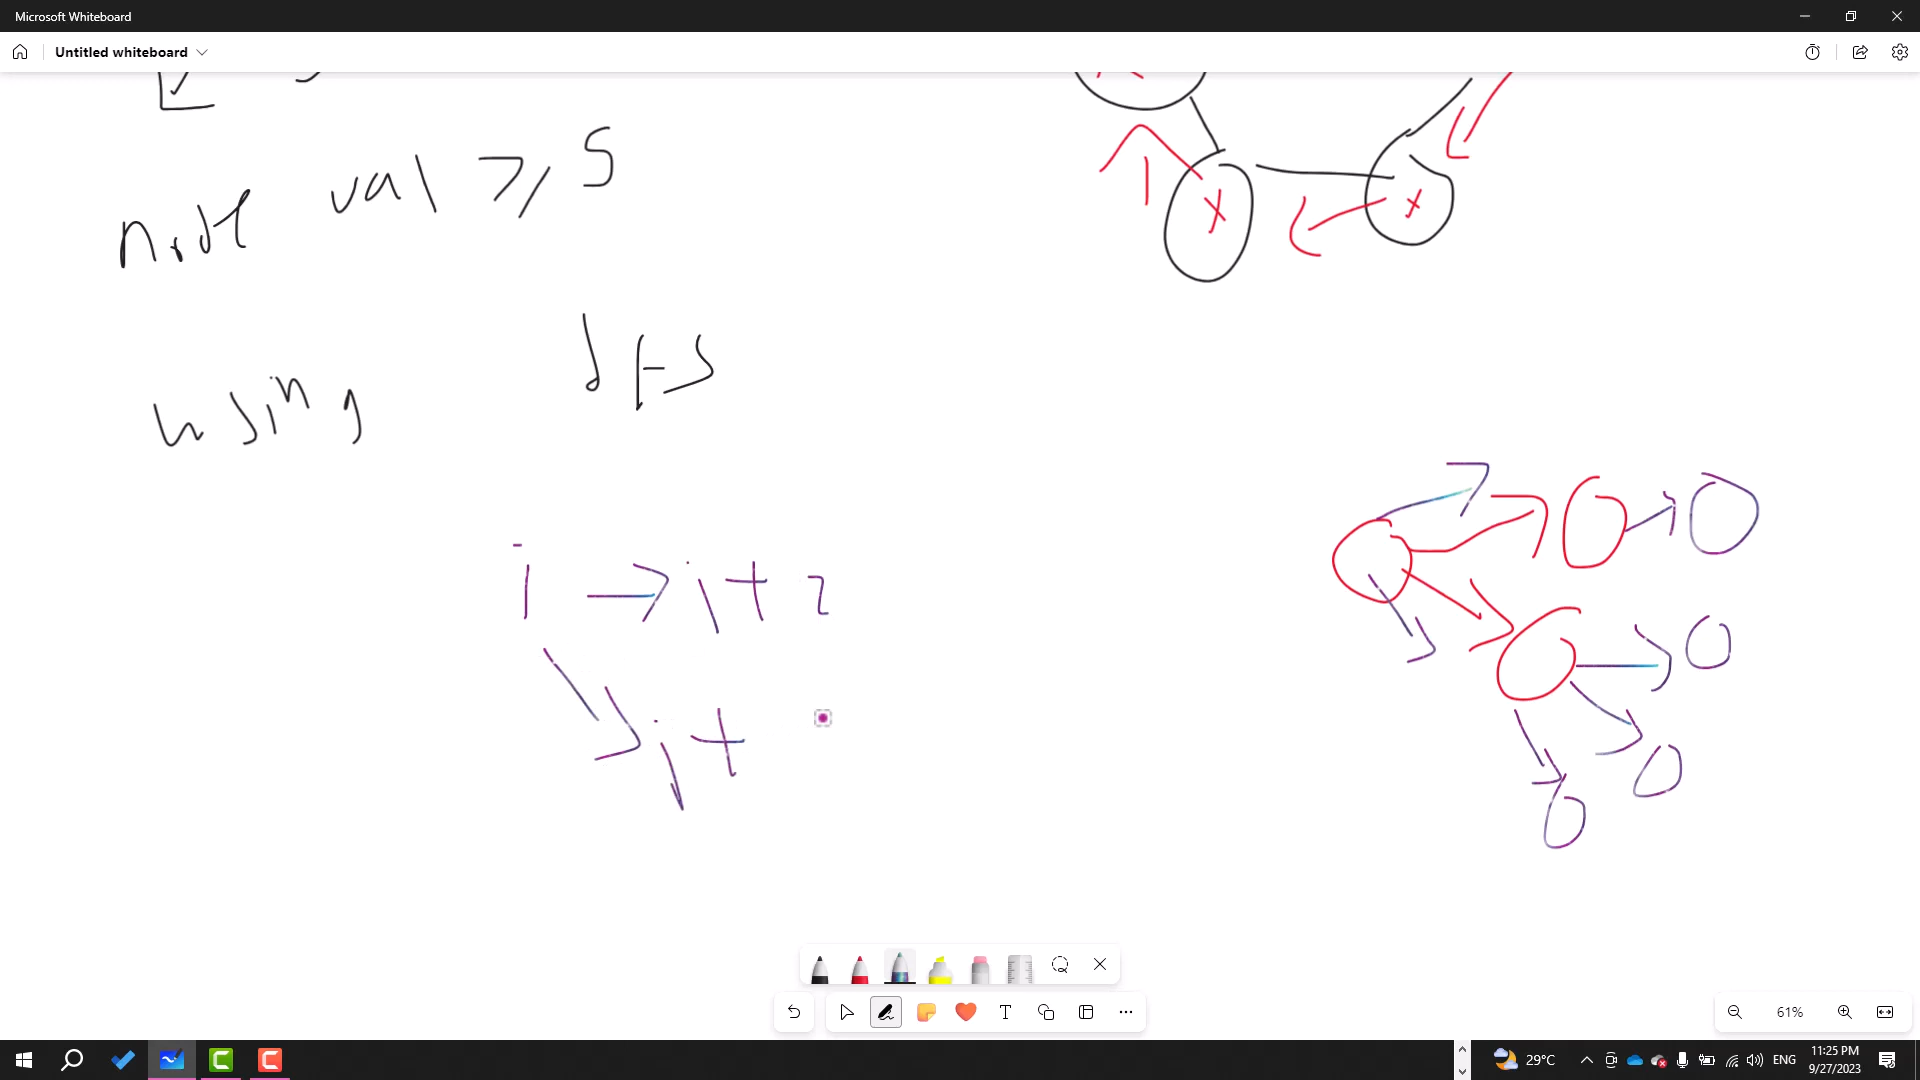 Microsoft Whiteboard
Untitled whiteboard
node val ⩾ 5
using dFS
i → i+ 2
i+
x
x
61%
29°C
ENG
11:25 PM
9/27/2023